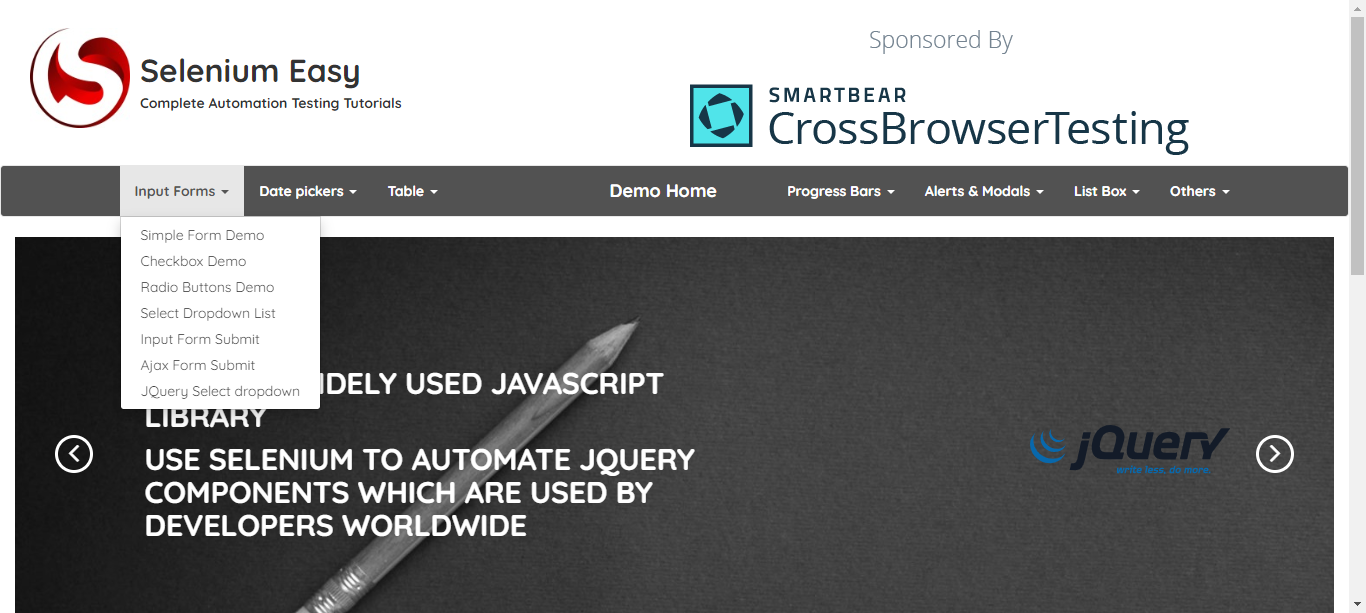 Sponsored By
Selenium Easy
Complete Automation Testing Tutorials
SMARTBEAR
CrossBrowserTesting
Input Forms Date pickers Table Demo Home Progress Bars Alerts & Modals List Box Others
Simple Form Demo
Checkbox Demo
Radio Buttons Demo
Select Dropdown List
Input Form Submit
Ajax Form Submit
JQuery Select dropdown
USED JAVASCRIPT
LIBRARY
USE SELENIUM TO AUTOMATE JQUERY
COMPONENTS WHICH ARE USED BY
DEVELOPERS WORLDWIDE
jQuery
write less, do more.